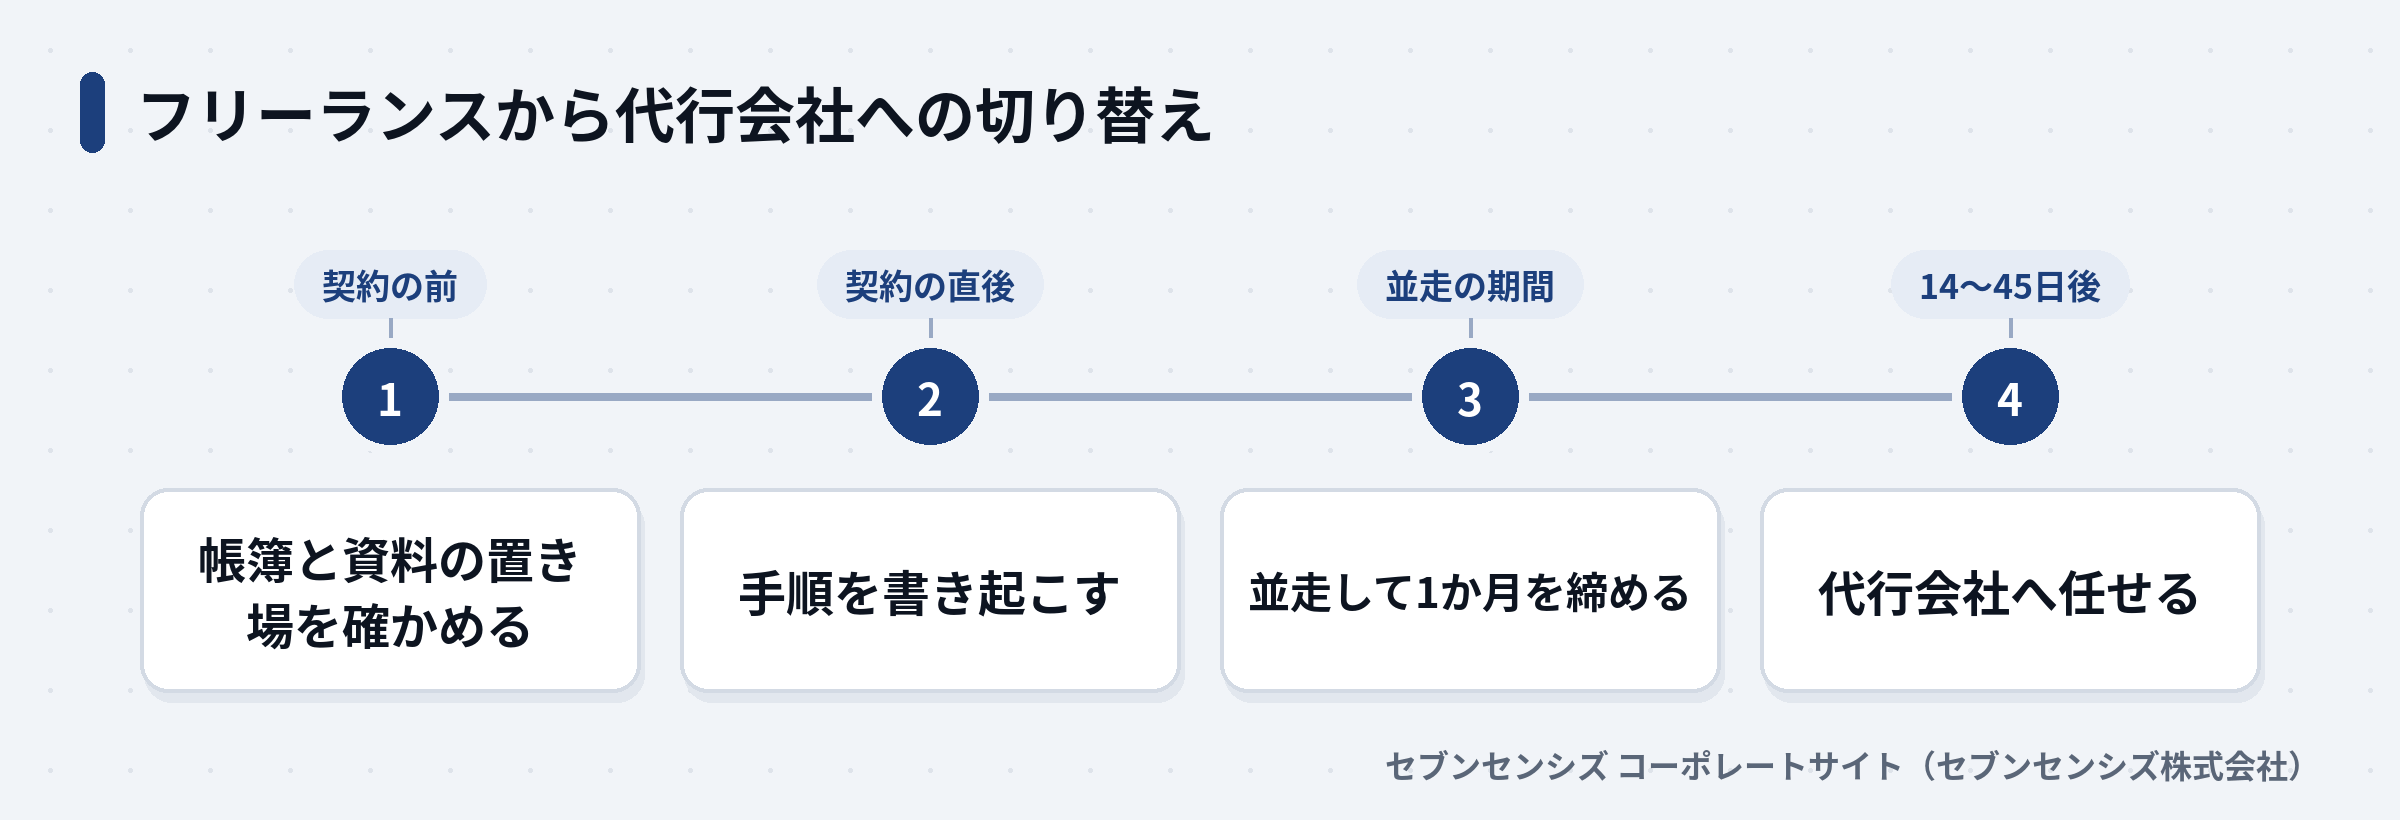 フリーランスから代行会社への切り替え
契約の前
契約の直後
並走の期間
14〜45日後
1
2
3
4
帳簿と資料の置き
場を確かめる
手順を書き起こす
並走して1か月を締める
代行会社へ任せる
セブンセンシズ コーポレートサイト（セブンセンシズ株式会社）